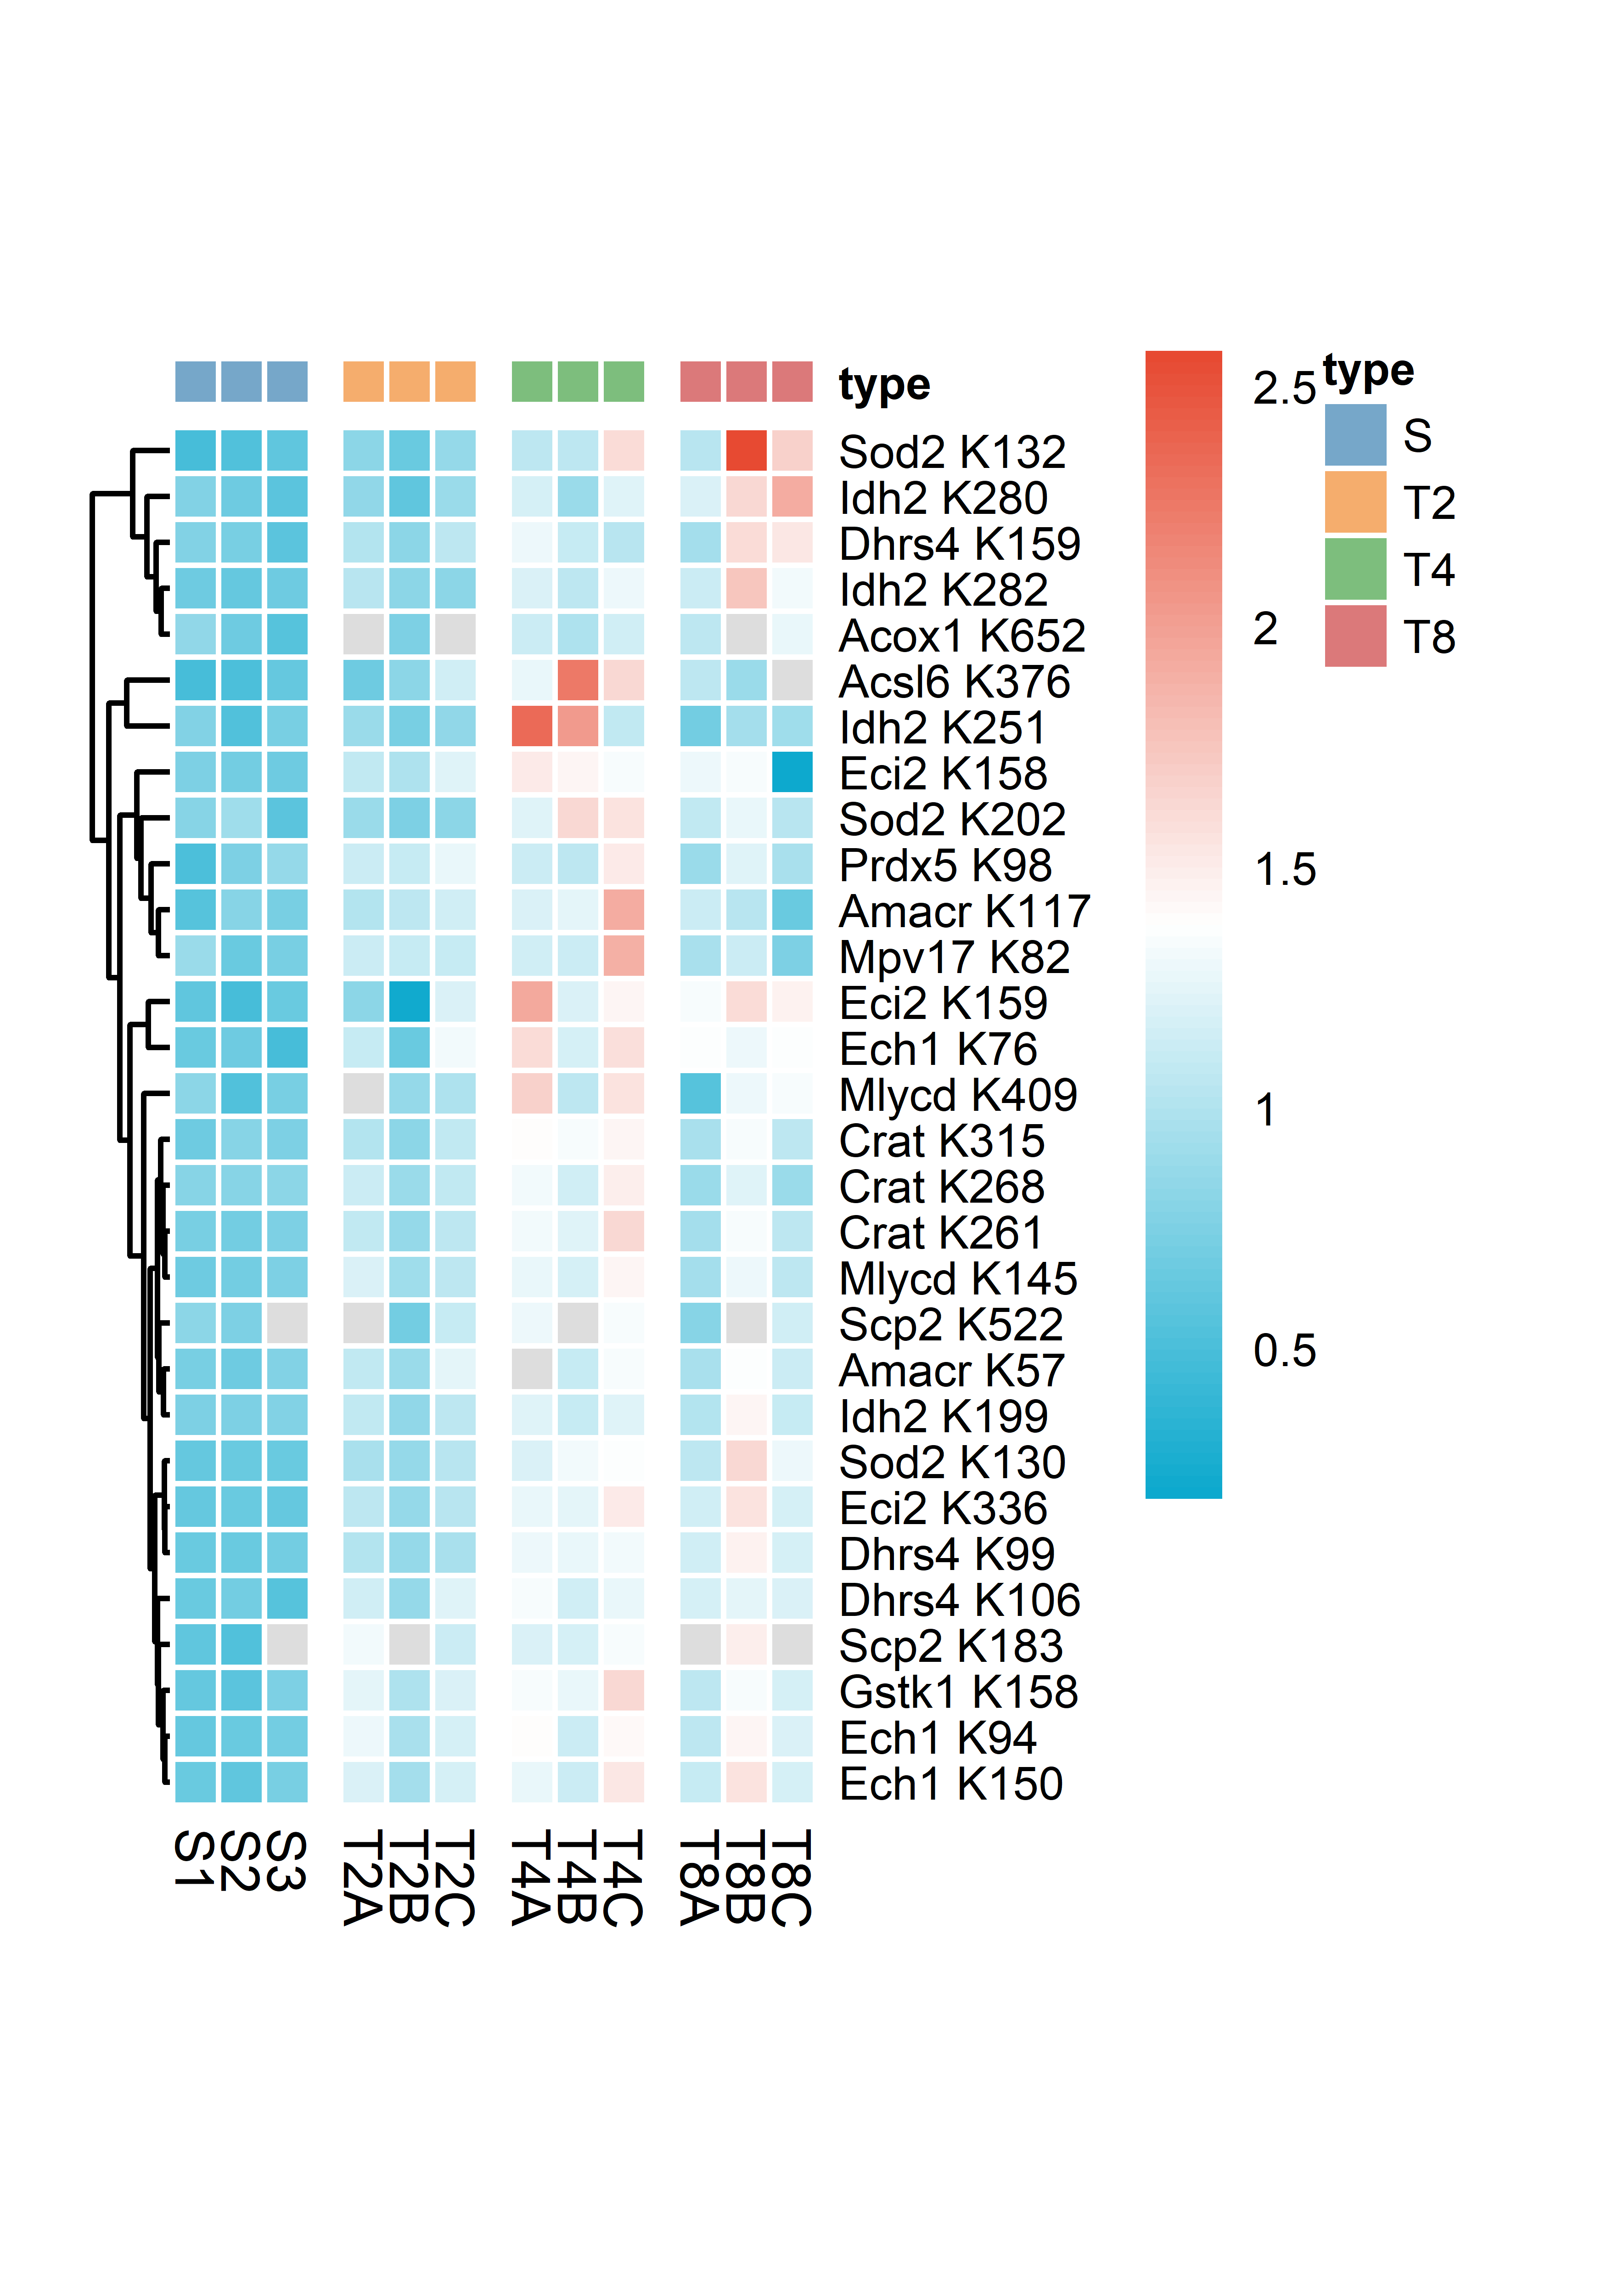 type
Sod2 K132
Idh2 K280
Dhrs4 K159
Idh2 K282
Acox1 K652
Acsl6 K376
Idh2 K251
Eci2 K158
Sod2 K202
Prdx5 K98
Amacr K117
Mpv17 K82
Eci2 K159
Ech1 K76
Mlycd K409
Crat K315
Crat K268
Crat K261
Mlycd K145
Scp2 K522
Amacr K57
Idh2 K199
Sod2 K130
Eci2 K336
Dhrs4 K99
Dhrs4 K106
Scp2 K183
Gstk1 K158
Ech1 K94
Ech1 K150
S1
S2
S3
T2A
T2B
T2C
T4A
T4B
T4C
T8A
T8B
T8C
2.5
2
1.5
1
0.5
type
S
T2
T4
T8